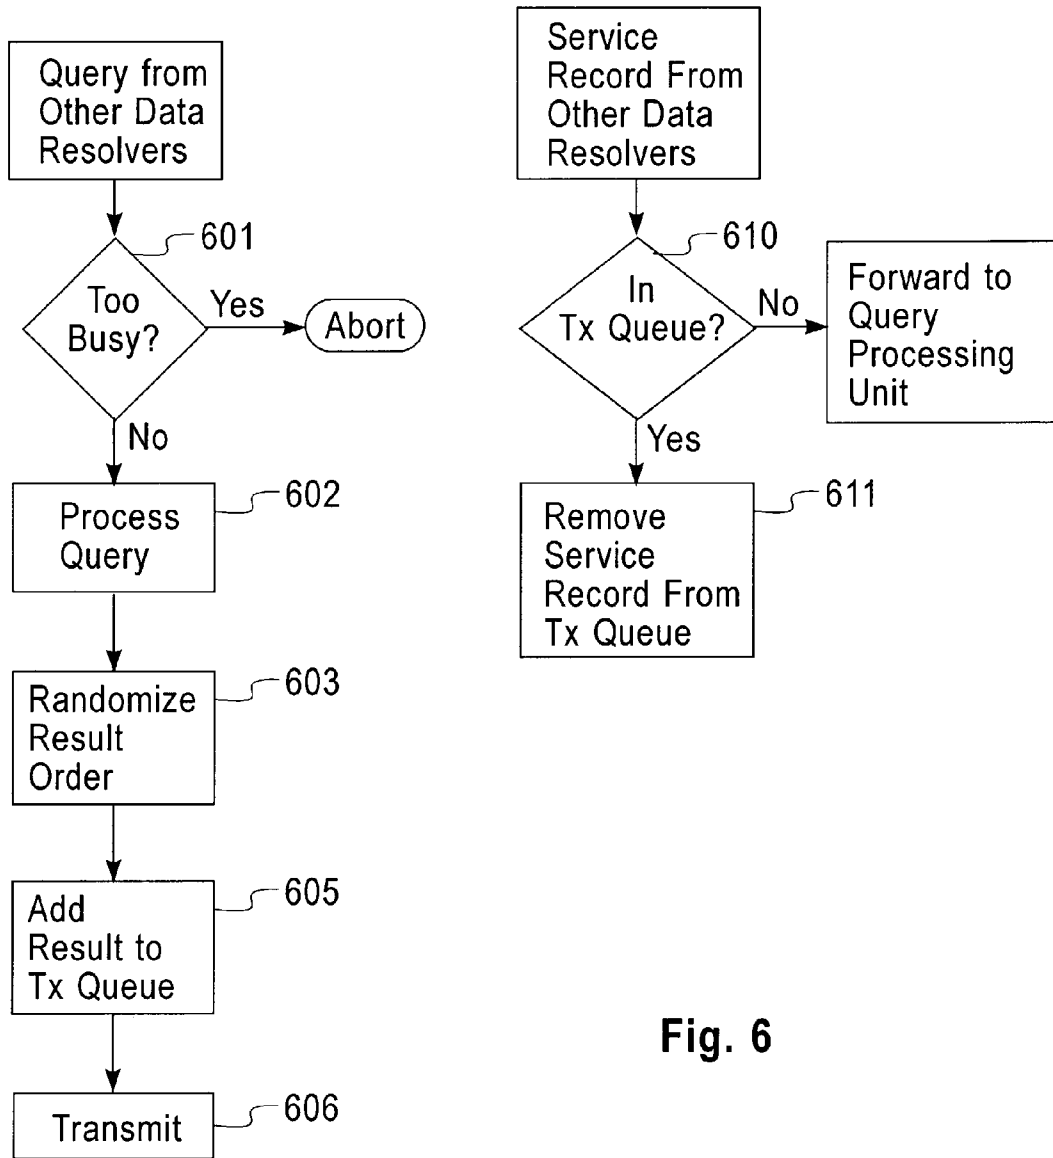 Query from
Other Data
Resolvers
601
Too
Busy?
Yes
Abort
No
602
Process
Query
603
Randomize
Result
Order
605
Add
Result to
Tx Queue
606
Transmit
Service
Record From
Other Data
Resolvers
610
In
Tx Queue?
No
Forward to
Query
Processing
Unit
Yes
611
Remove
Service
Record From
Tx Queue
Fig. 6